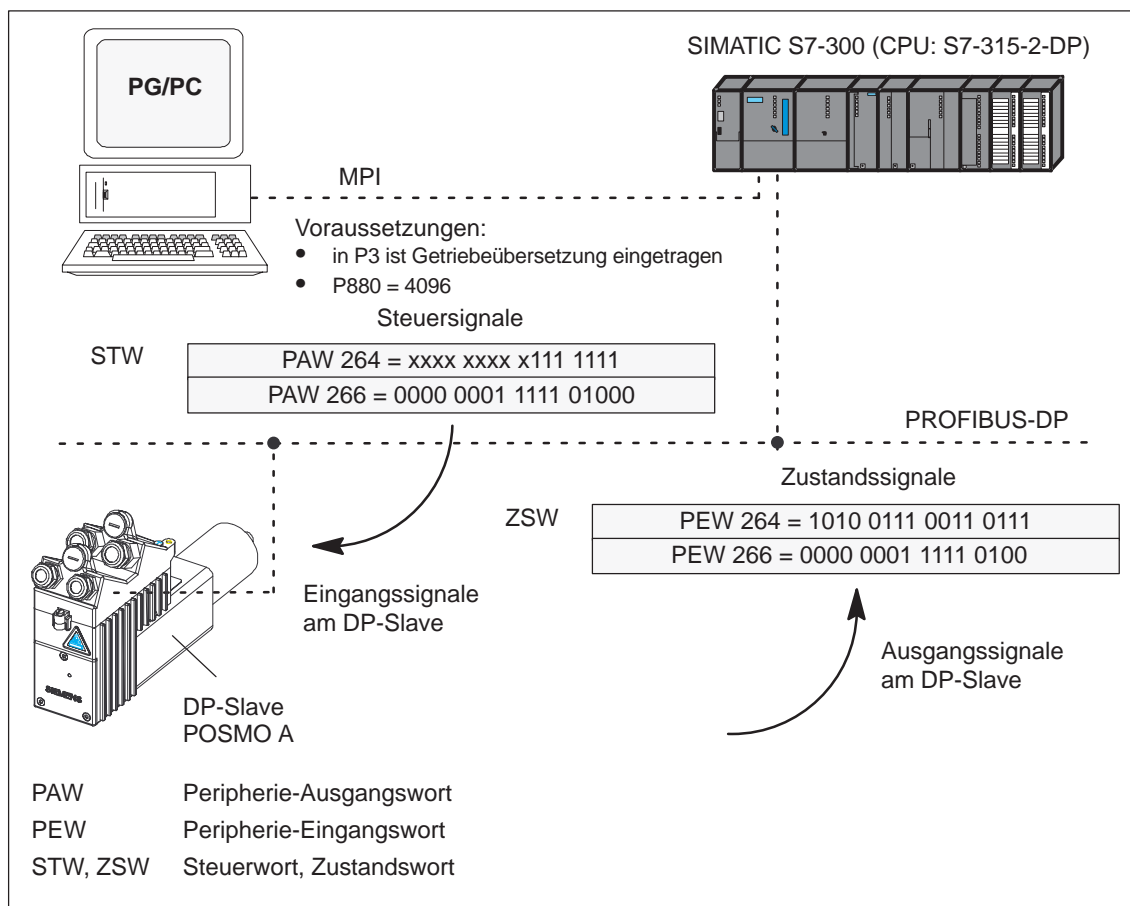 SIMATIC S7-300 (CPU: S7-315-2-DP)
PG/PC
MPI
Voraussetzungen:
• in P3 ist Getriebeübersetzung eingetragen
• P880 = 4096
Steuersignale
STW
PAW 264 = xxxx xxxx x111 1111
PAW 266 = 0000 0001 1111 01000
PROFIBUS-DP
Zustandssignale
ZSW
PEW 264 = 1010 0111 0011 0111
PEW 266 = 0000 0001 1111 0100
Eingangssignale
am DP-Slave
Ausgangssignale
am DP-Slave
SIEMENS
DP-Slave
POSMO A
PAW Peripherie-Ausgangswort
PEW Peripherie-Eingangswort
STW, ZSW Steuerwort, Zustandswort